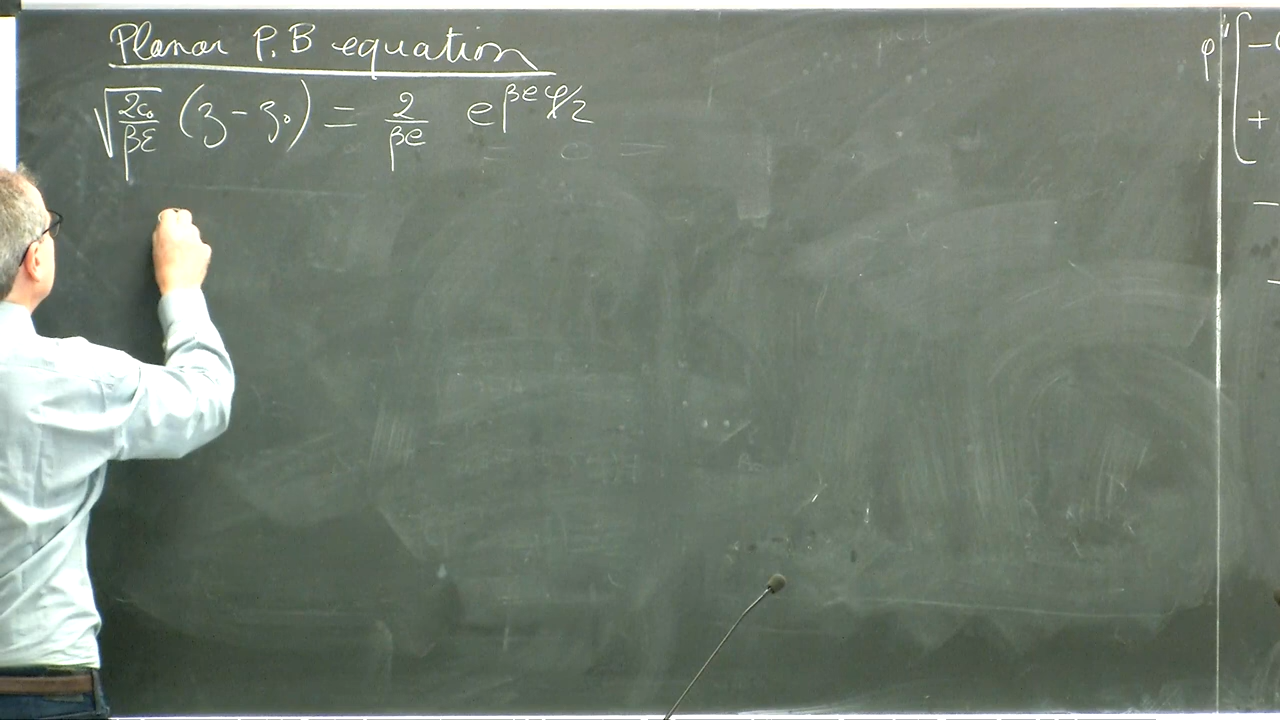 Planar P.B equation
√(2c₀/βε) (z − z₀) = 2/βe e^{βeφ/2}
φ" [ −
+